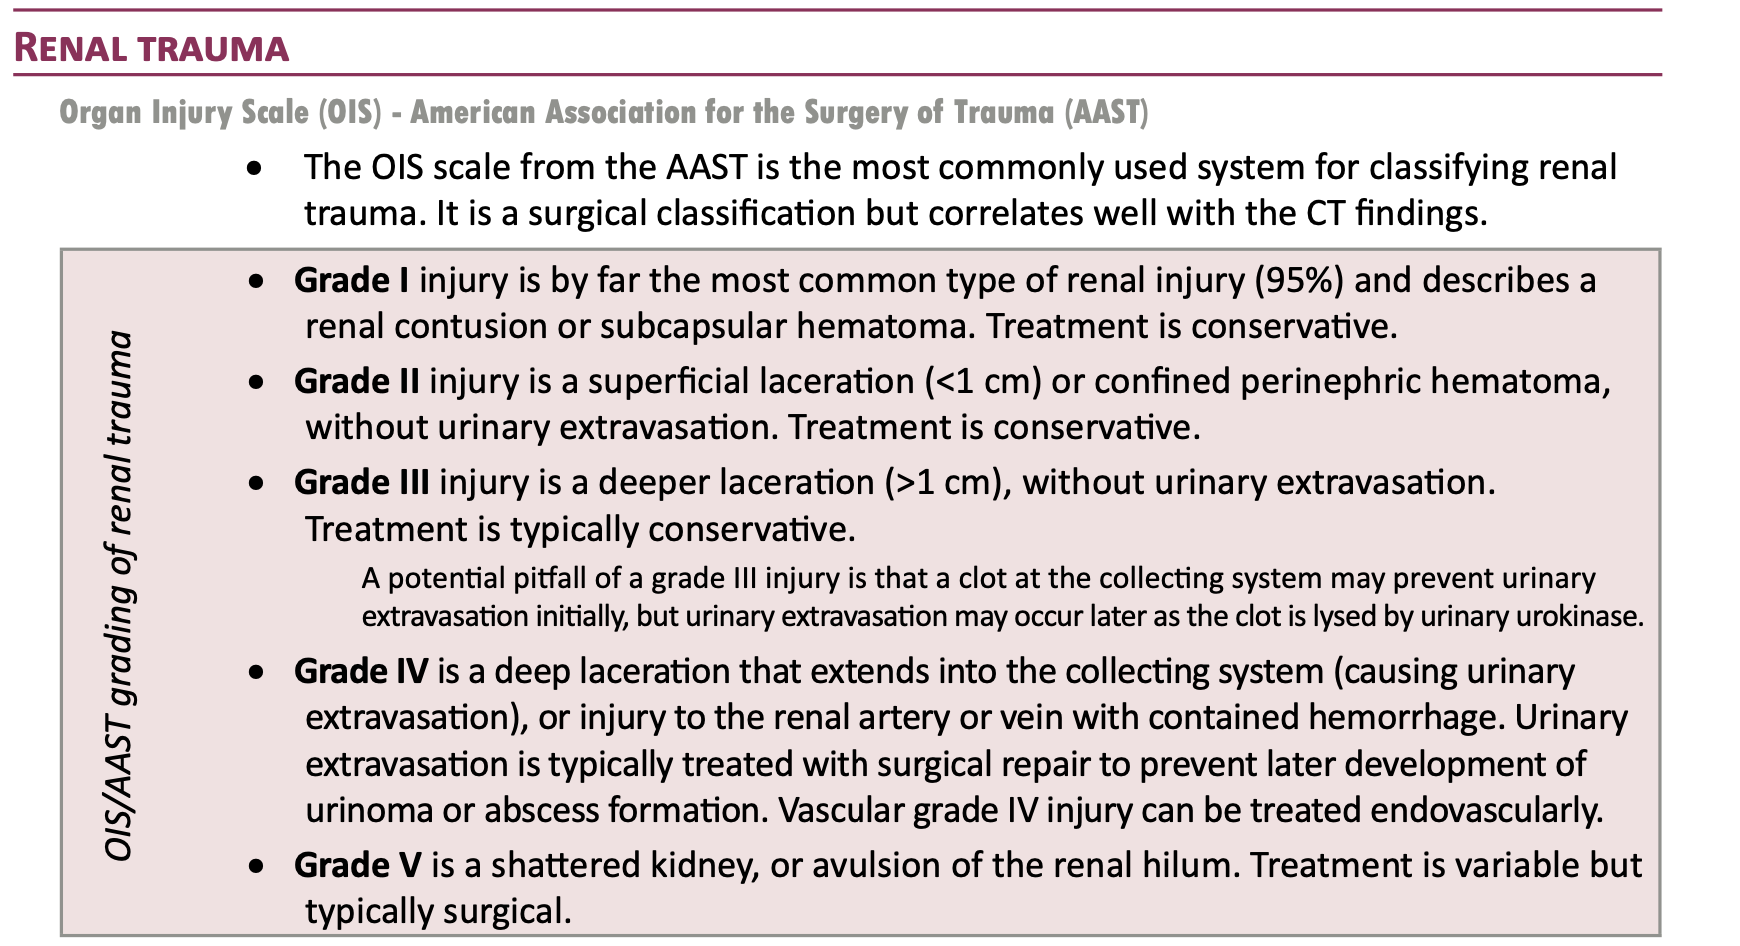 RENAL TRAUMA
Organ Injury Scale (OIS) - American Association for the Surgery of Trauma (AAST)
• The OIS scale from the AAST is the most commonly used system for classifying renal
trauma. It is a surgical classification but correlates well with the CT findings.
OIS/AAST grading of renal trauma
• Grade I injury is by far the most common type of renal injury (95%) and describes a
renal contusion or subcapsular hematoma. Treatment is conservative.
• Grade II injury is a superficial laceration (<1 cm) or confined perinephric hematoma,
without urinary extravasation. Treatment is conservative.
• Grade III injury is a deeper laceration (>1 cm), without urinary extravasation.
Treatment is typically conservative.
A potential pitfall of a grade III injury is that a clot at the collecting system may prevent urinary
extravasation initially, but urinary extravasation may occur later as the clot is lysed by urinary urokinase.
• Grade IV is a deep laceration that extends into the collecting system (causing urinary
extravasation), or injury to the renal artery or vein with contained hemorrhage. Urinary
extravasation is typically treated with surgical repair to prevent later development of
urinoma or abscess formation. Vascular grade IV injury can be treated endovascularly.
• Grade V is a shattered kidney, or avulsion of the renal hilum. Treatment is variable but
typically surgical.